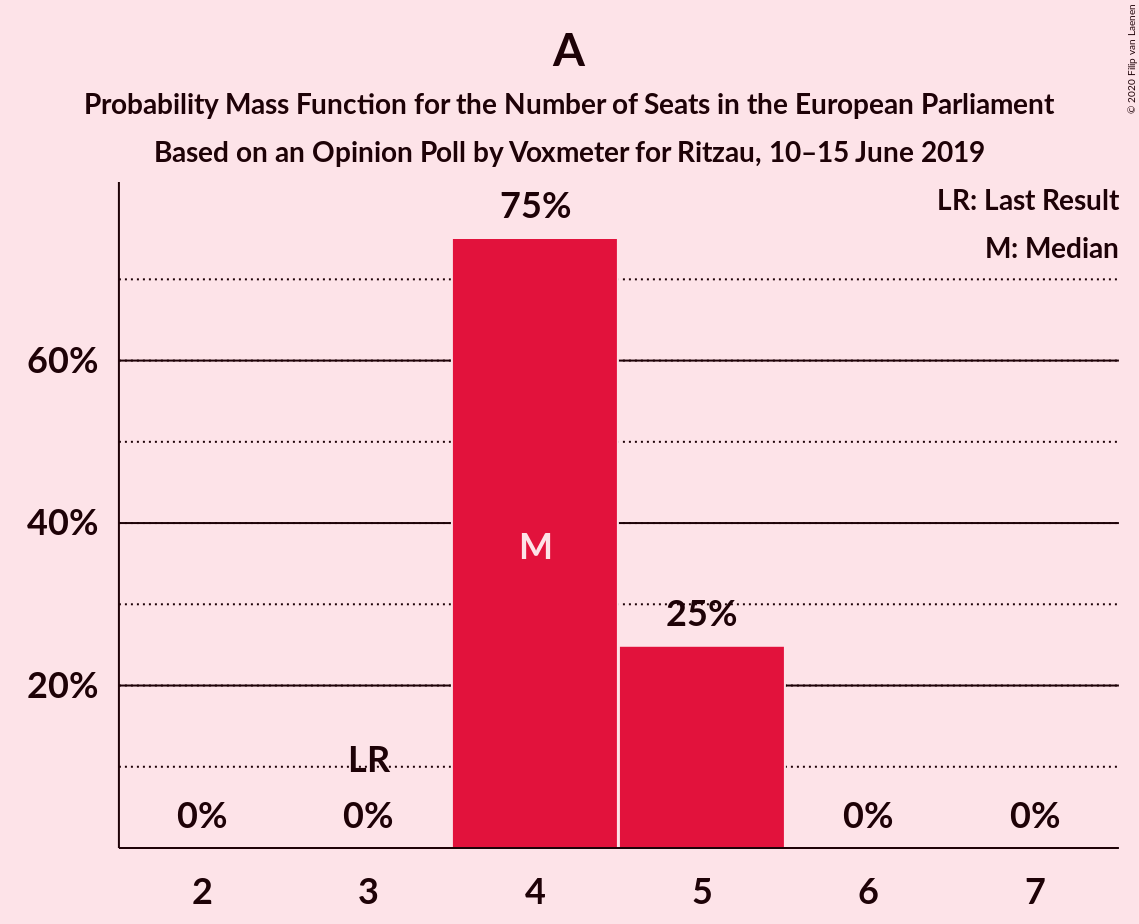 A
Probability Mass Function for the Number of Seats in the European Parliament
Based on an Opinion Poll by Voxmeter for Ritzau, 10–15 June 2019
© 2020 Filip van Laenen
LR: Last Result
M: Median
75%
60%
40%
M
25%
20%
LR
0% 0% 0% 0%
2 3 4 5 6 7